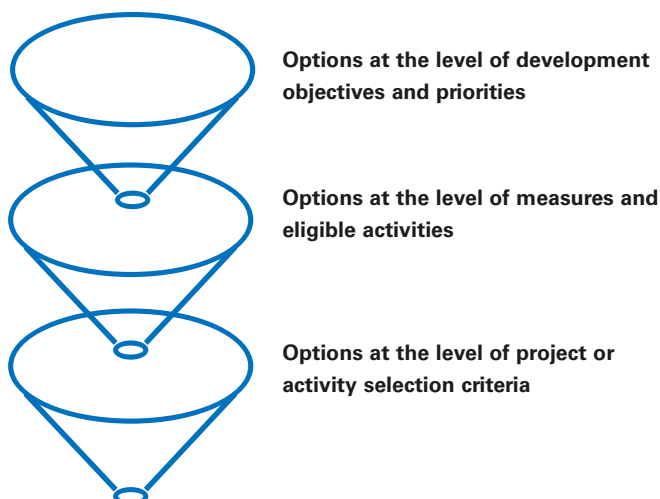 Options at the level of development
objectives and priorities
Options at the level of measures and
eligible activities
Options at the level of project or
activity selection criteria